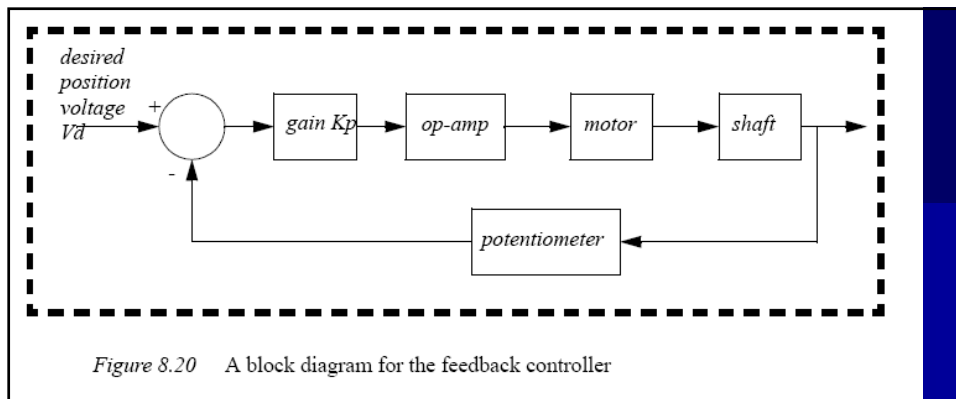 desired
position
voltage
Vd
+
-
gain Kp
op-amp
motor
shaft
potentiometer
Figure 8.20 A block diagram for the feedback controller